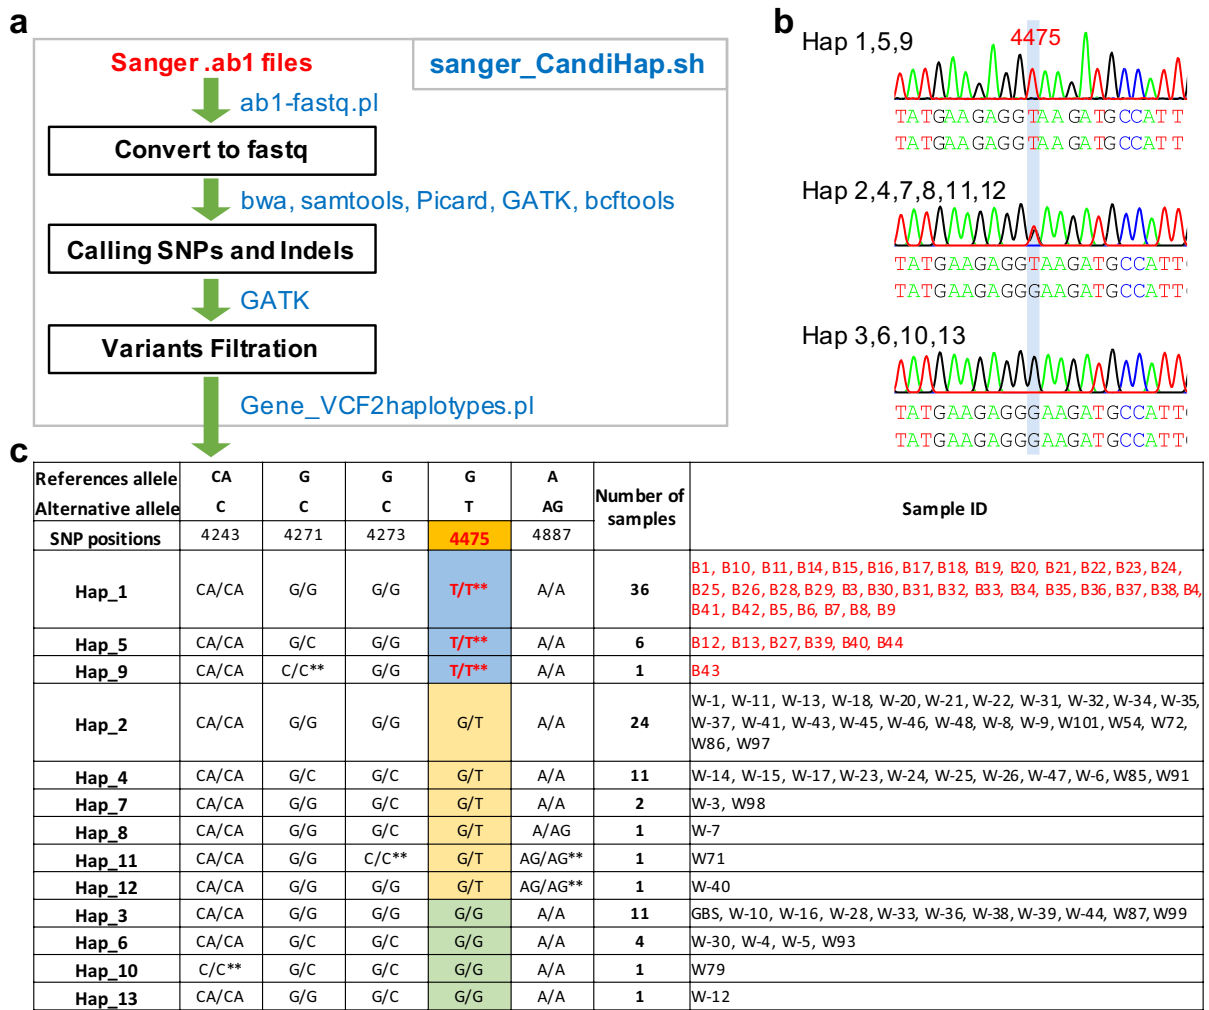 a
Sanger .ab1 files
sanger_CandiHap.sh
ab1-fastq.pl
Convert to fastq
bwa, samtools, Picard, GATK, bcftools
Calling SNPs and Indels
GATK
Variants Filtration
Gene_VCF2haplotypes.pl
b
Hap 1,5,9
4475
TATGAAGAGGTAAGATGCCATT
TATGAAGAGGTAAGATGCCATT
Hap 2,4,7,8,11,12
TATGAAGAGGTAAGATGCCATT
TATGAAGAGGGAAGATGCCATT
Hap 3,6,10,13
TATGAAGAGGGAAGATGCCATT
TATGAAGAGGGAAGATGCCATT
c
References allele CA G G G A Number of samples Sample ID
Alternative allele C C C T AG
SNP positions 4243 4271 4273 4475 4887
Hap_1 CA/CA G/G G/G T/T** A/A 36 B1, B10, B11, B14, B15, B16, B17, B18, B19, B20, B21, B22, B23, B24,
B25, B26, B28, B29, B3, B30, B31, B32, B33, B34, B35, B36, B37, B38, B4,
B41, B42, B5, B6, B7, B8, B9
Hap_5 CA/CA G/C G/G T/T** A/A 6 B12, B13, B27, B39, B40, B44
Hap_9 CA/CA C/C** G/G T/T** A/A 1 B43
Hap_2 CA/CA G/G G/G G/T A/A 24 W-1, W-11, W-13, W-18, W-20, W-21, W-22, W-31, W-32, W-34, W-35,
W-37, W-41, W-43, W-45, W-46, W-48, W-8, W-9, W101, W54, W72,
W86, W97
Hap_4 CA/CA G/C G/C G/T A/A 11 W-14, W-15, W-17, W-23, W-24, W-25, W-26, W-47, W-6, W85, W91
Hap_7 CA/CA G/G G/C G/T A/A 2 W-3, W98
Hap_8 CA/CA G/G G/C G/T A/AG 1 W-7
Hap_11 CA/CA G/G C/C** G/T AG/AG** 1 W71
Hap_12 CA/CA G/G G/C G/T AG/AG** 1 W-40
Hap_3 CA/CA G/G G/G G/G A/A 11 GBS, W-10, W-16, W-28, W-33, W-36, W-38, W-39, W-44, W87, W99
Hap_6 CA/CA G/C G/C G/G A/A 4 W-30, W-4, W-5, W93
Hap_10 C/C** G/C G/C G/G A/A 1 W79
Hap_13 CA/CA G/G G/C G/G A/A 1 W-12